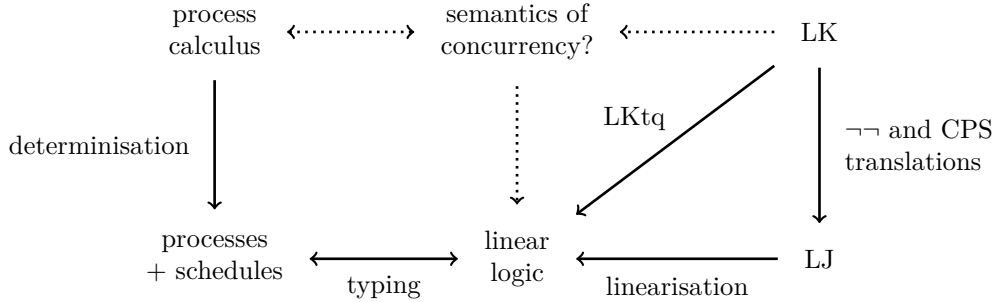 process
calculus
semantics of
concurrency?
LK
determinisation
LKtq
¬¬ and CPS
translations
processes
+ schedules
typing
linear
logic
linearisation
LJ